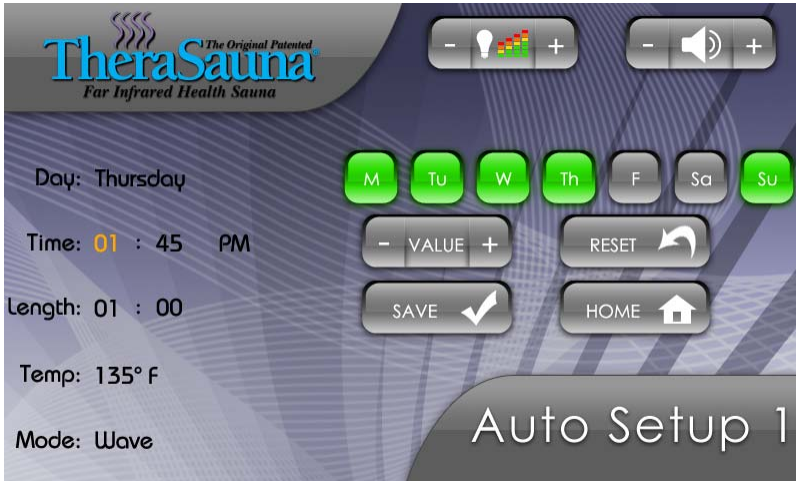 The Original Patented
TheraSauna®
Far Infrared Health Sauna
- +
- +
Day: Thursday
M Tu W Th F Sa Su
Time: 01 : 45 PM
- VALUE +
RESET
Length: 01 : 00
SAVE
HOME
Temp: 135° F
Mode: Wave
Auto Setup 1